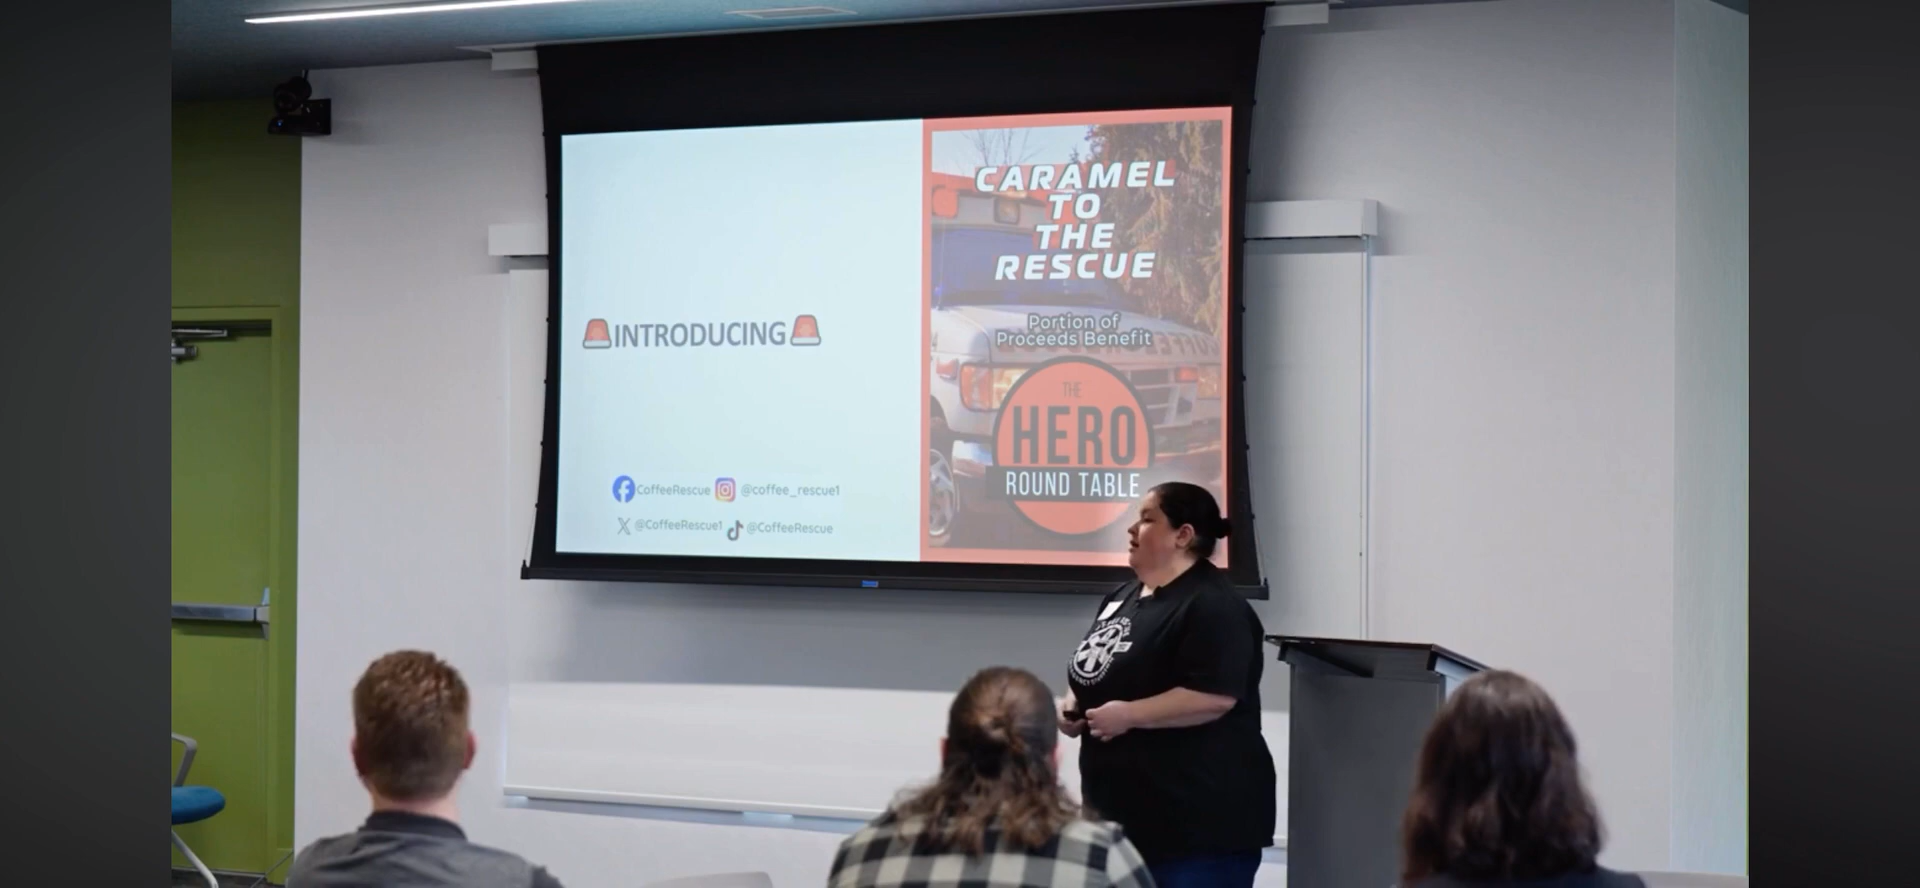 CARAMEL
TO
THE
RESCUE
INTRODUCING
Portion of
Proceeds Benefit
THE
HERO
ROUND TABLE
CoffeeRescue @coffee_rescue1
@CoffeeRescue1 @CoffeeRescue